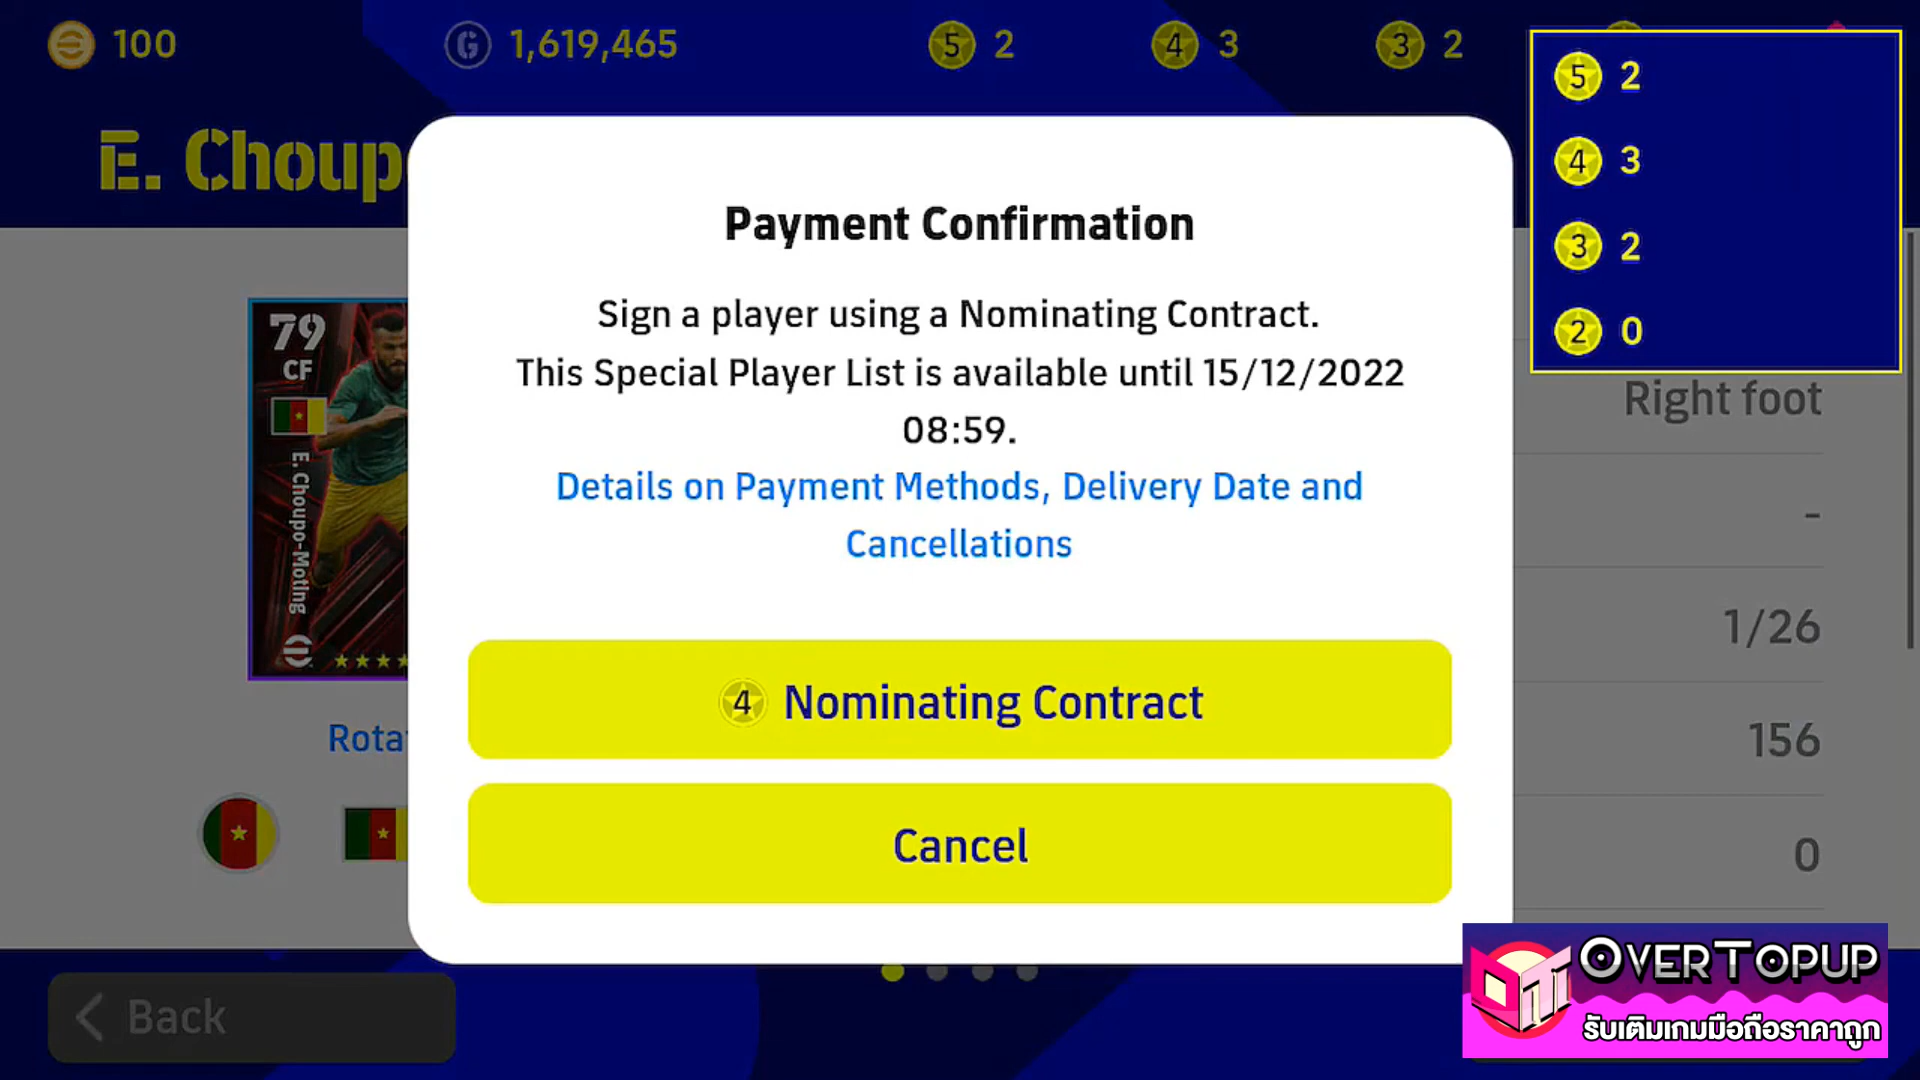 100
G 1,619,465
5 2
4 3
3 2
5 2
4 3
3 2
2 0
E. Choup
Payment Confirmation
Sign a player using a Nominating Contract.
This Special Player List is available until 15/12/2022
08:59.
Details on Payment Methods, Delivery Date and
Cancellations
4 Nominating Contract
Cancel
79
CF
E. Choupo-Moting
Rota
Right foot
-
1/26
156
0
Back
OVERTOPUP
รับเติมเกมมือถือราคาถูก